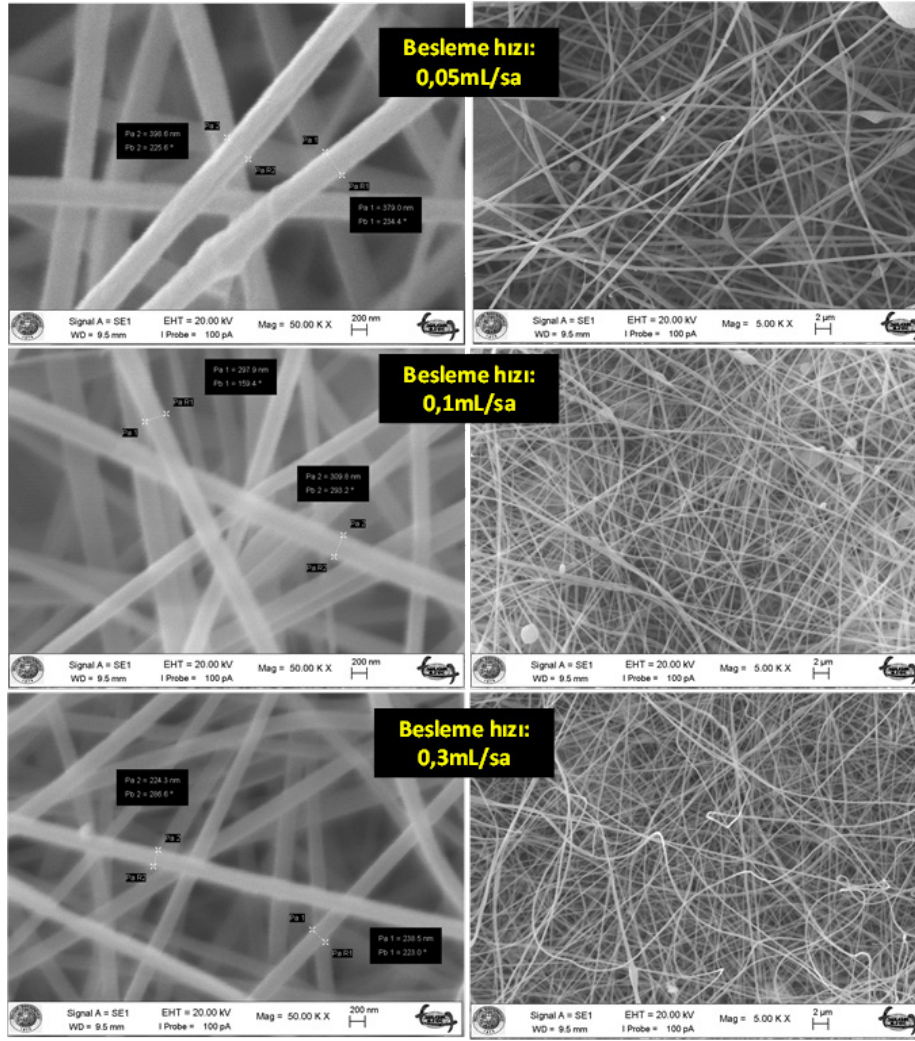 Besleme hızı:
0,05mL/sa
Pa 2
Pa 1
Pa 2 = 398.6 nm
Pb 2 = 225.6 °
Pa R2
Pa R1
Pa 1 = 379.0 nm
Pb 1 = 234.4 °
Signal A = SE1
EHT = 20.00 kV
Mag = 50.00 K X
200 nm
WD = 9.5 mm
I Probe = 100 pA
Signal A = SE1
EHT = 20.00 kV
Mag = 5.00 K X
2 µm
WD = 9.5 mm
I Probe = 100 pA
Besleme hızı:
0,1mL/sa
Pa 1 = 297.9 nm
Pb 1 = 159.4 °
Pa R1
Pa 1
Pa 2 = 309.8 nm
Pb 2 = 293.2 °
Pa 2
Pa R2
Signal A = SE1
EHT = 20.00 kV
Mag = 50.00 K X
200 nm
WD = 9.5 mm
I Probe = 100 pA
Signal A = SE1
EHT = 20.00 kV
Mag = 5.00 K X
2 µm
WD = 9.5 mm
I Probe = 100 pA
Besleme hızı:
0,3mL/sa
Pa 2 = 224.3 nm
Pb 2 = 286.6 °
Pa 2
Pa R2
Pa 1
Pa R1
Pa 1 = 238.5 nm
Pb 1 = 223.0 °
Signal A = SE1
EHT = 20.00 kV
Mag = 50.00 K X
200 nm
WD = 9.5 mm
I Probe = 100 pA
Signal A = SE1
EHT = 20.00 kV
Mag = 5.00 K X
2 µm
WD = 9.5 mm
I Probe = 100 pA